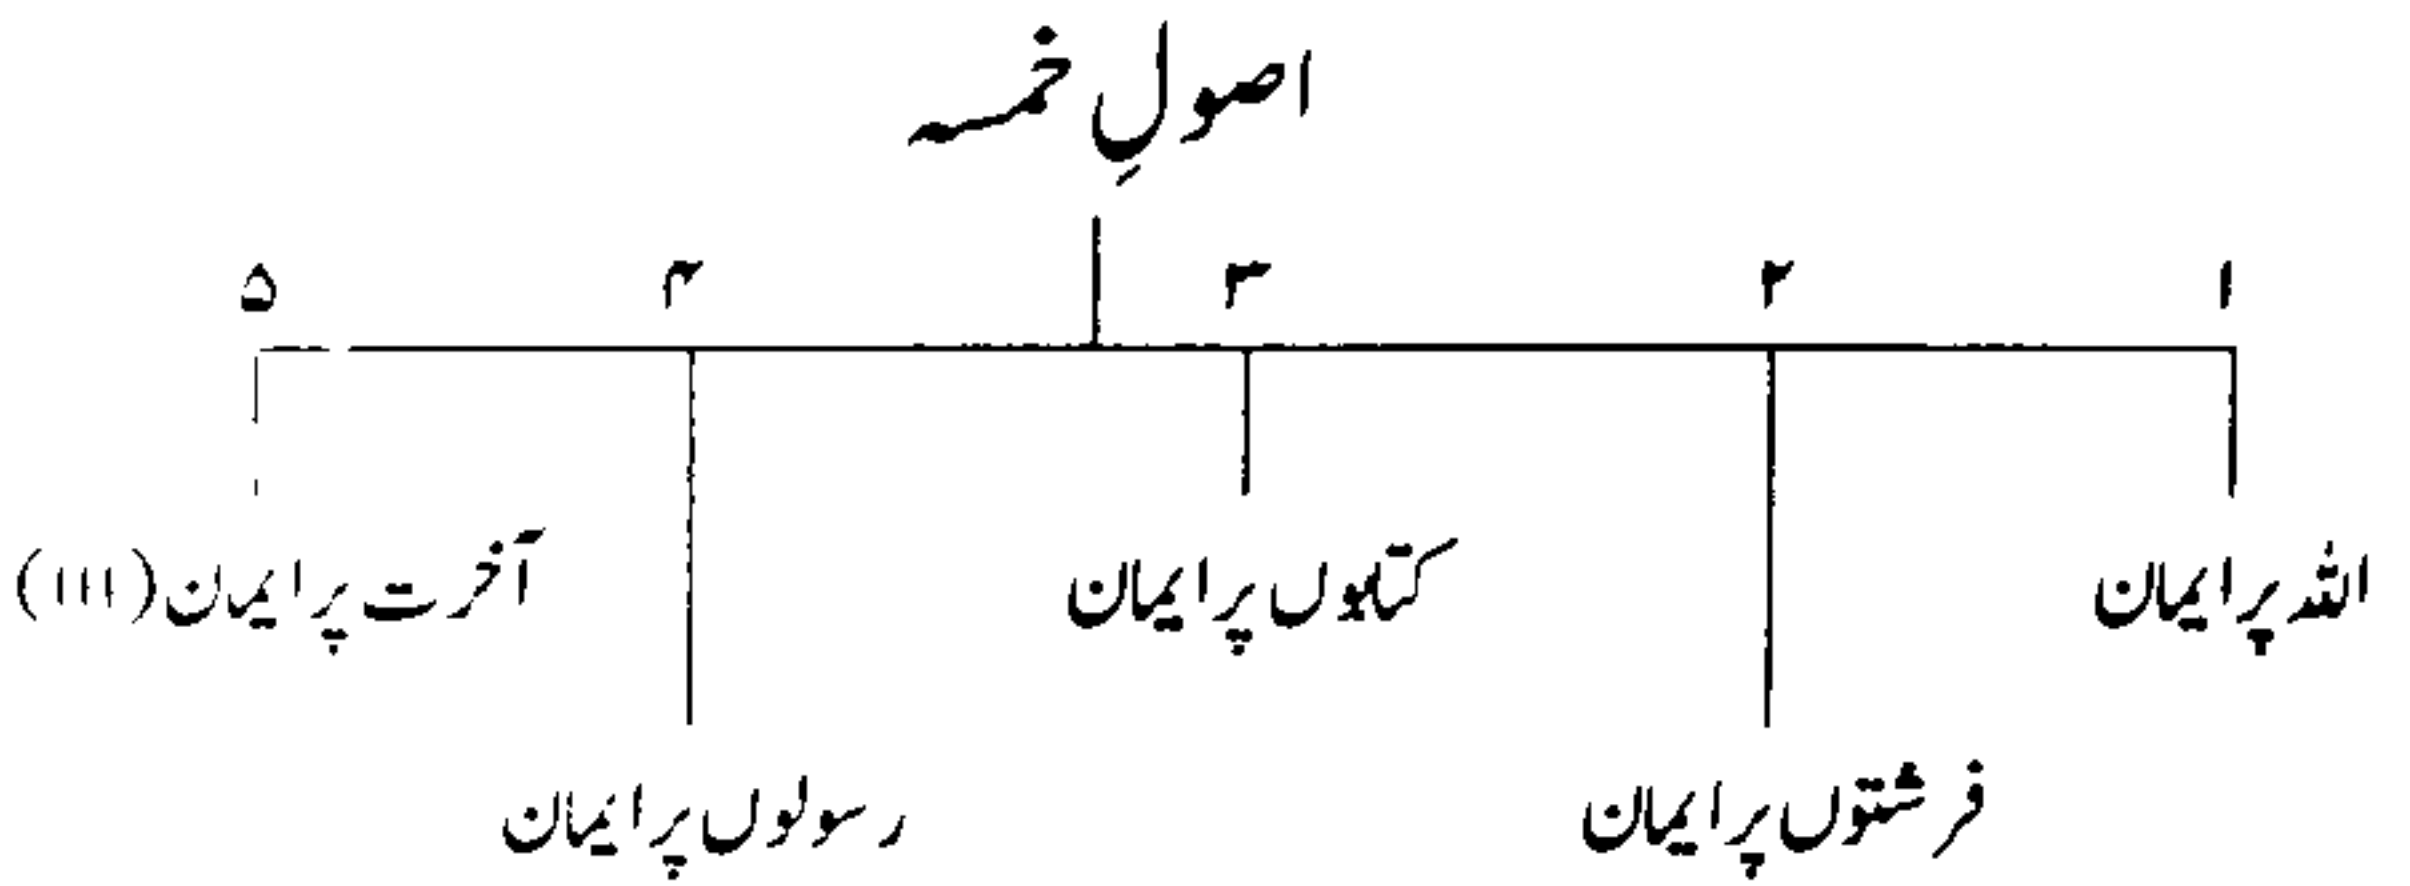 اصولِ خمسہ
۱ ۲ ۳ ۴ ۵
اللہ پر ایمان کتابوں پر ایمان آخرت پر ایمان (۱۱۱)
فرشتوں پر ایمان رسولوں پر ایمان